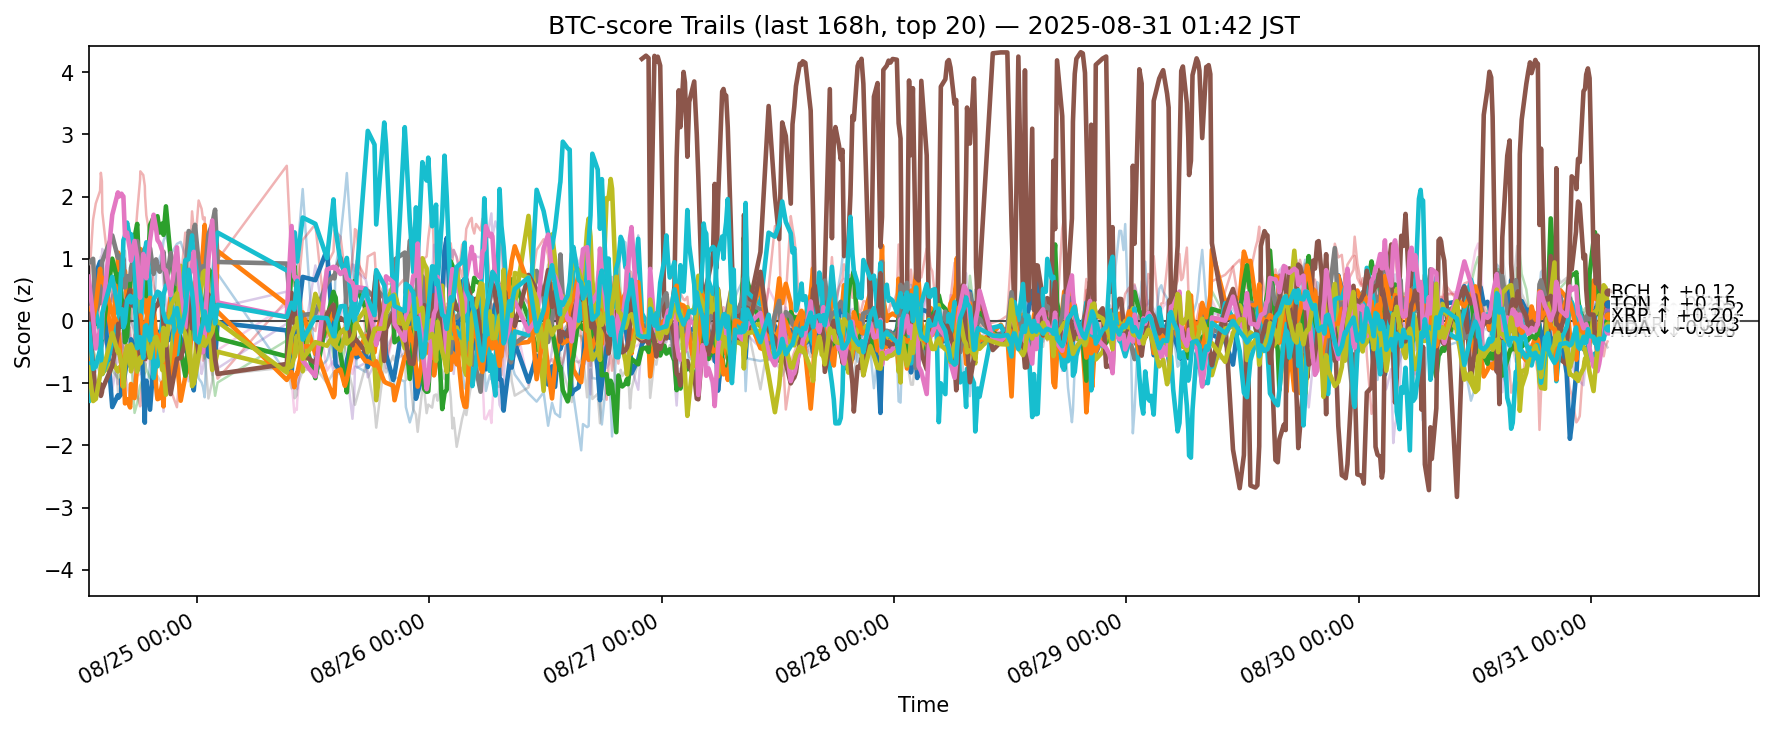 BTC-score Trails (last 168h, top 20) — 2025-08-31 01:42 JST
Score (z)
4
3
2
1
0
−1
−2
−3
−4
BCH ↑ +0.12
TON ↑ +0.15
XRP ↑ +0.20
ADA
08/25 00:00
08/26 00:00
08/27 00:00
08/28 00:00
08/29 00:00
08/30 00:00
08/31 00:00
Time